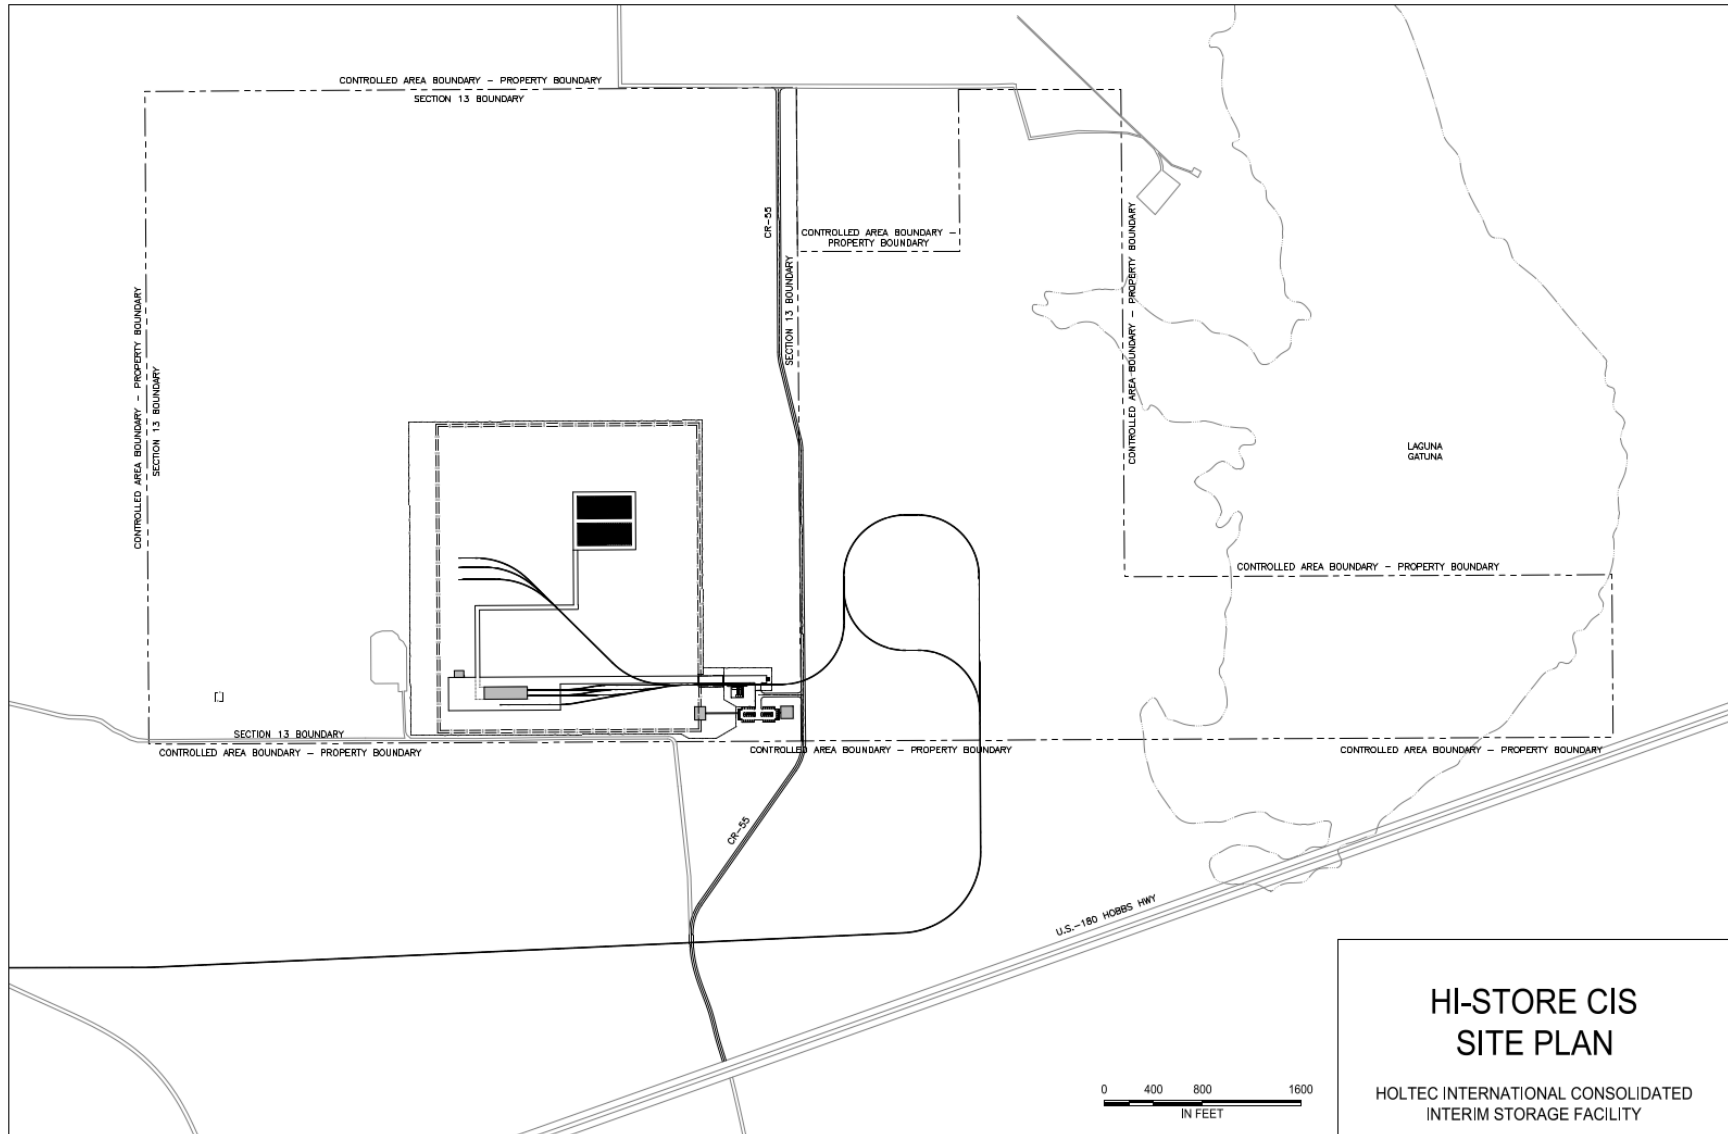 CONTROLLED AREA BOUNDARY - PROPERTY BOUNDARY
SECTION 13 BOUNDARY
CR-55
CONTROLLED AREA BOUNDARY -
PROPERTY BOUNDARY
CONTROLLED AREA BOUNDARY - PROPERTY BOUNDARY
SECTION 13 BOUNDARY
CONTROLLED AREA BOUNDARY - PROPERTY BOUNDARY
SECTION 13 BOUNDARY
LAGUNA
GATUNA
CONTROLLED AREA BOUNDARY - PROPERTY BOUNDARY
SECTION 13 BOUNDARY
CONTROLLED AREA BOUNDARY - PROPERTY BOUNDARY
CONTROLLED AREA BOUNDARY - PROPERTY BOUNDARY
CONTROLLED AREA BOUNDARY - PROPERTY BOUNDARY
CR-55
U.S.-180 HOBBS HWY
0 400 800 1600
IN FEET
HI-STORE CIS
SITE PLAN
HOLTEC INTERNATIONAL CONSOLIDATED
INTERIM STORAGE FACILITY